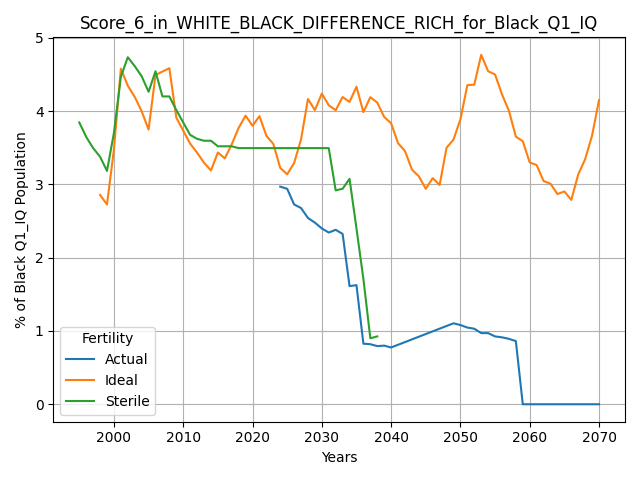 Score_6_in_WHITE_BLACK_DIFFERENCE_RICH_for_Black_Q1_IQ
% of Black Q1_IQ Population
5
4
3
2
1
0
Fertility
Actual
Ideal
Sterile
2000 2010 2020 2030 2040 2050 2060 2070
Years